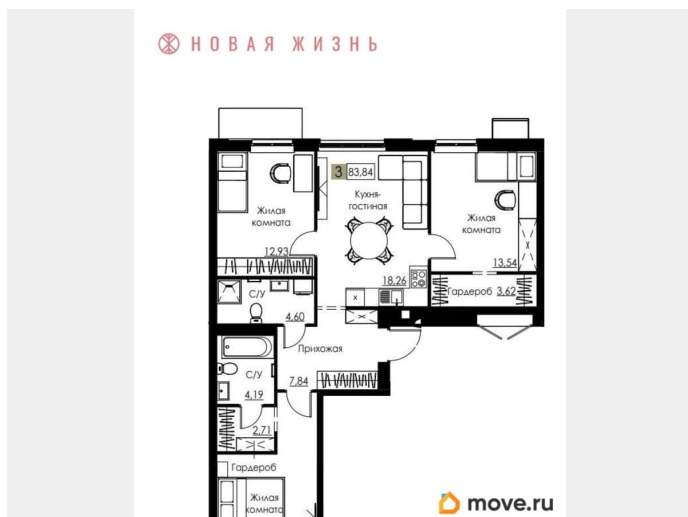 НОВАЯ ЖИЗНЬ
3 83,84
Кухня-
гостиная
18,26
Жилая
комната
12,93
Жилая
комната
13,54
Гардероб 3,62
С/У
4,60
Прихожая
7,84
С/У
4,19
2,71
Гардероб
Жилая
комната
move.ru